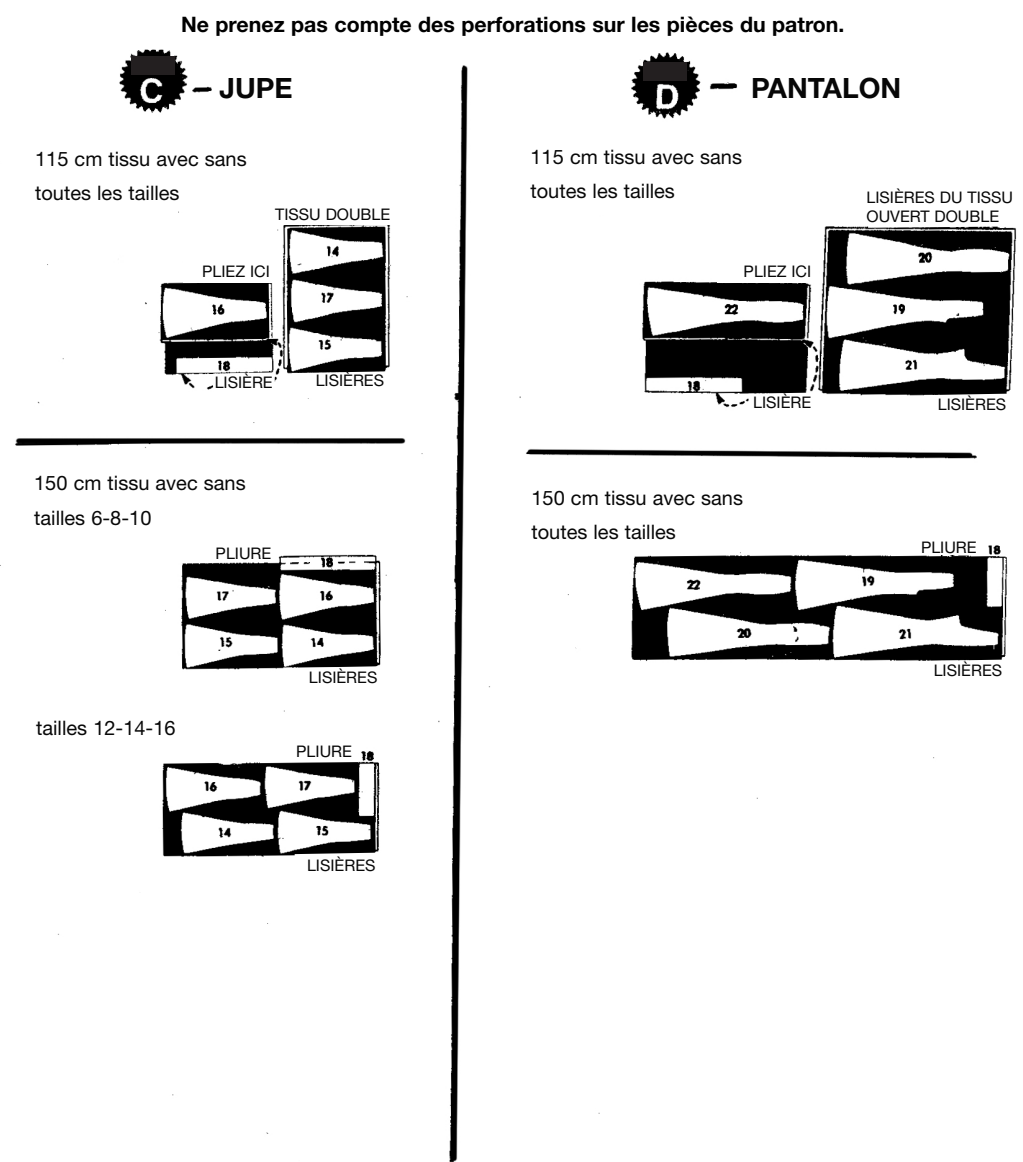 Ne prenez pas compte des perforations sur les pièces du patron.
C – JUPE
115 cm tissu avec sans
toutes les tailles
TISSU DOUBLE
14
PLIEZ ICI
17
16
15
18
LISIÈRE
LISIÈRES
150 cm tissu avec sans
tailles 6-8-10
PLIURE
18
17
16
15
14
LISIÈRES
tailles 12-14-16
PLIURE
18
16
17
14
15
LISIÈRES
D – PANTALON
115 cm tissu avec sans
toutes les tailles
LISIÈRES DU TISSU
OUVERT DOUBLE
20
PLIEZ ICI
22
19
21
18
LISIÈRE
LISIÈRES
150 cm tissu avec sans
toutes les tailles
PLIURE
18
22
19
20
21
LISIÈRES